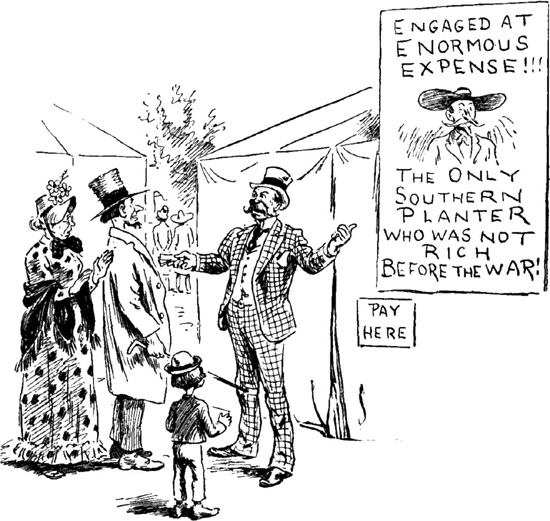 ENGAGED AT
ENORMOUS
EXPENSE!!!
THE ONLY
SOUTHERN
PLANTER
WHO WAS NOT
RICH
BEFORE THE WAR!
PAY
HERE